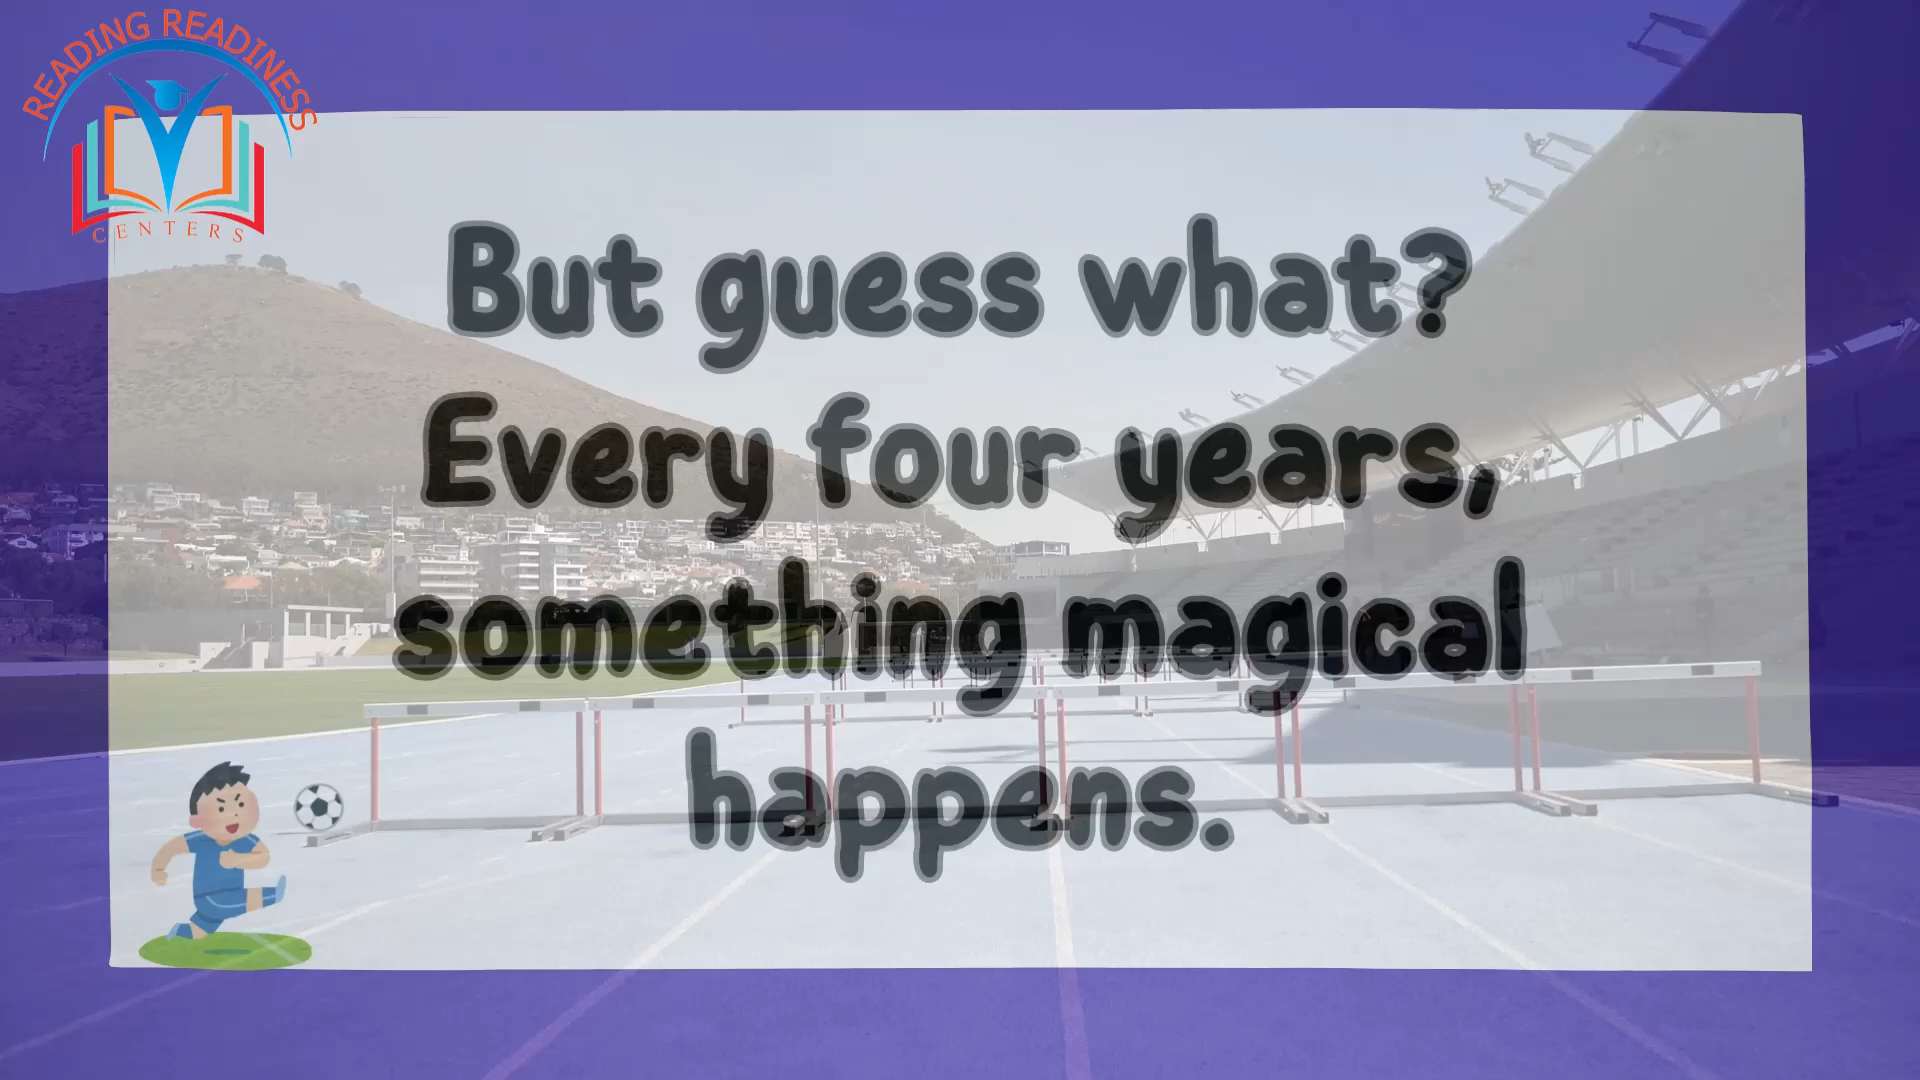 READING READINESS
CENTERS
But guess what?
Every four years,
something magical
happens.